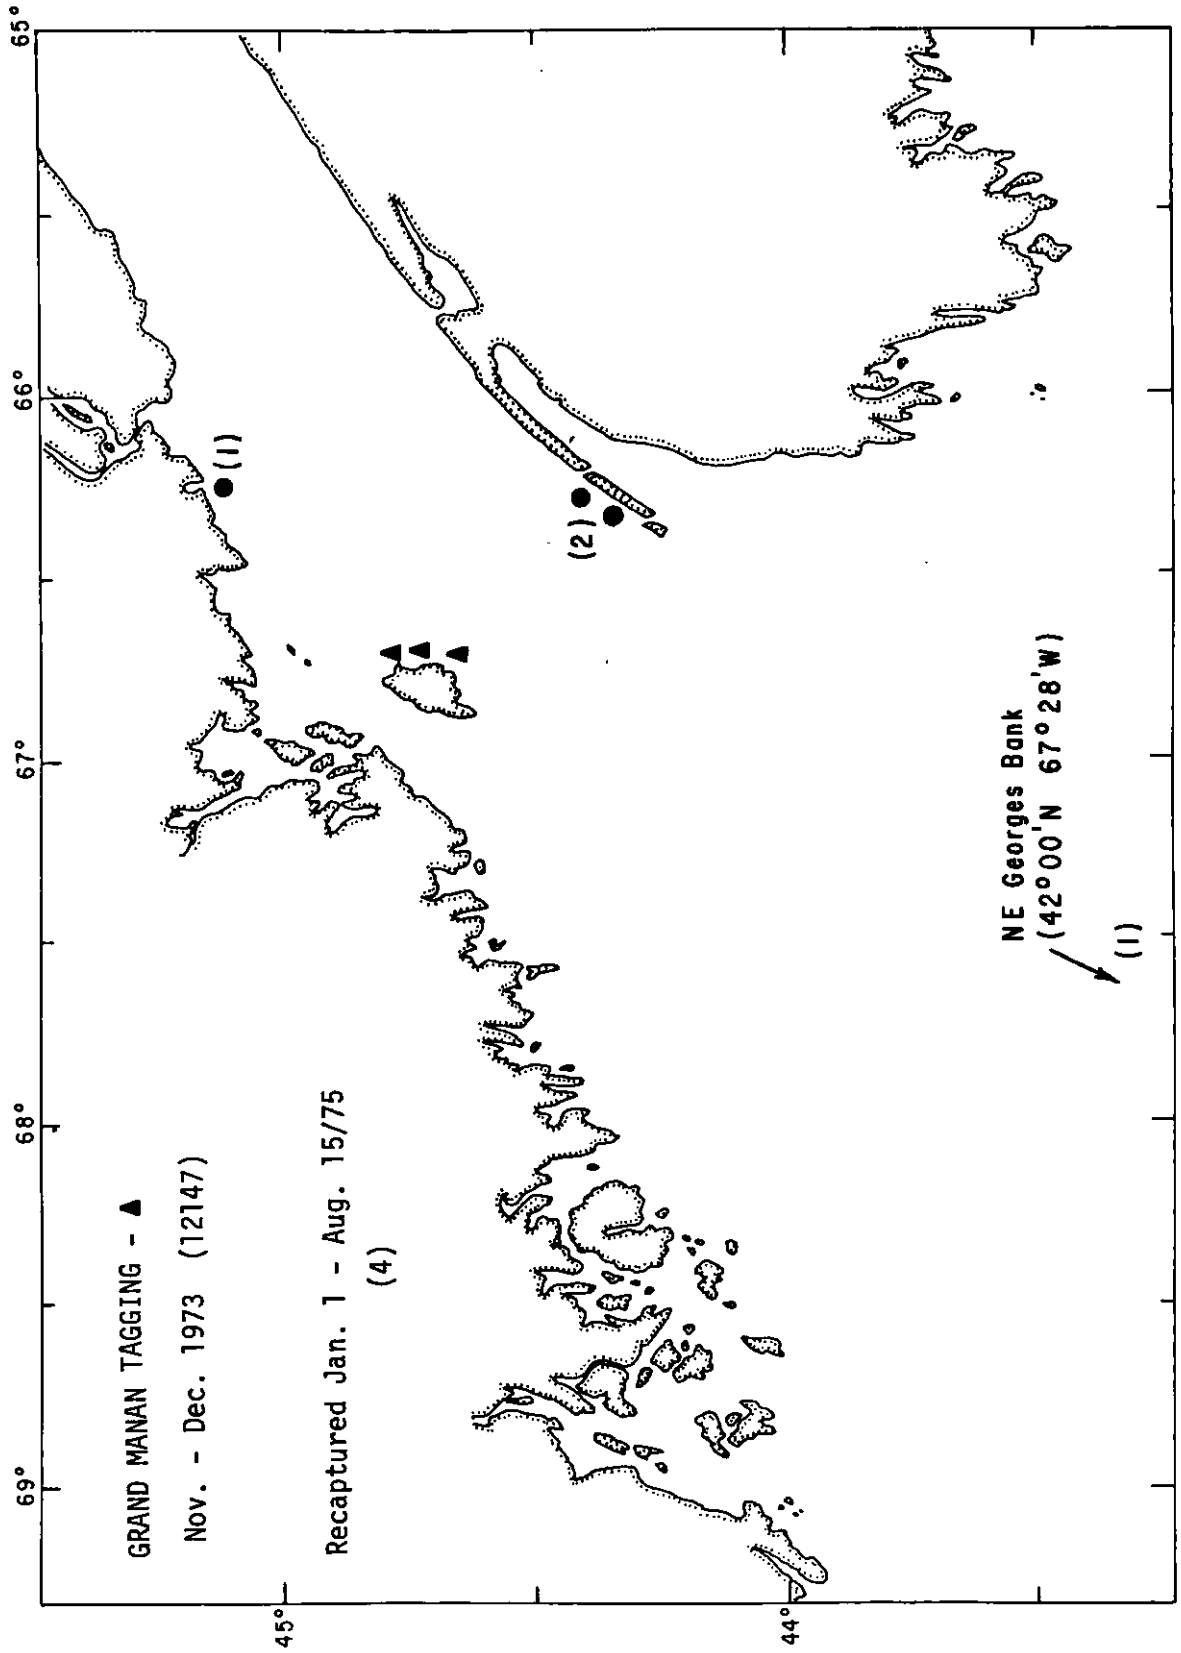 GRAND MANAN TAGGING - ▲
Nov. - Dec. 1973 (12147)
Recaptured Jan. 1 - Aug. 15/75
(4)
69°
68°
67°
66°
65°
45°
44°
(1)
(2)
NE Georges Bank
(42°00'N 67°28'W)
(1)